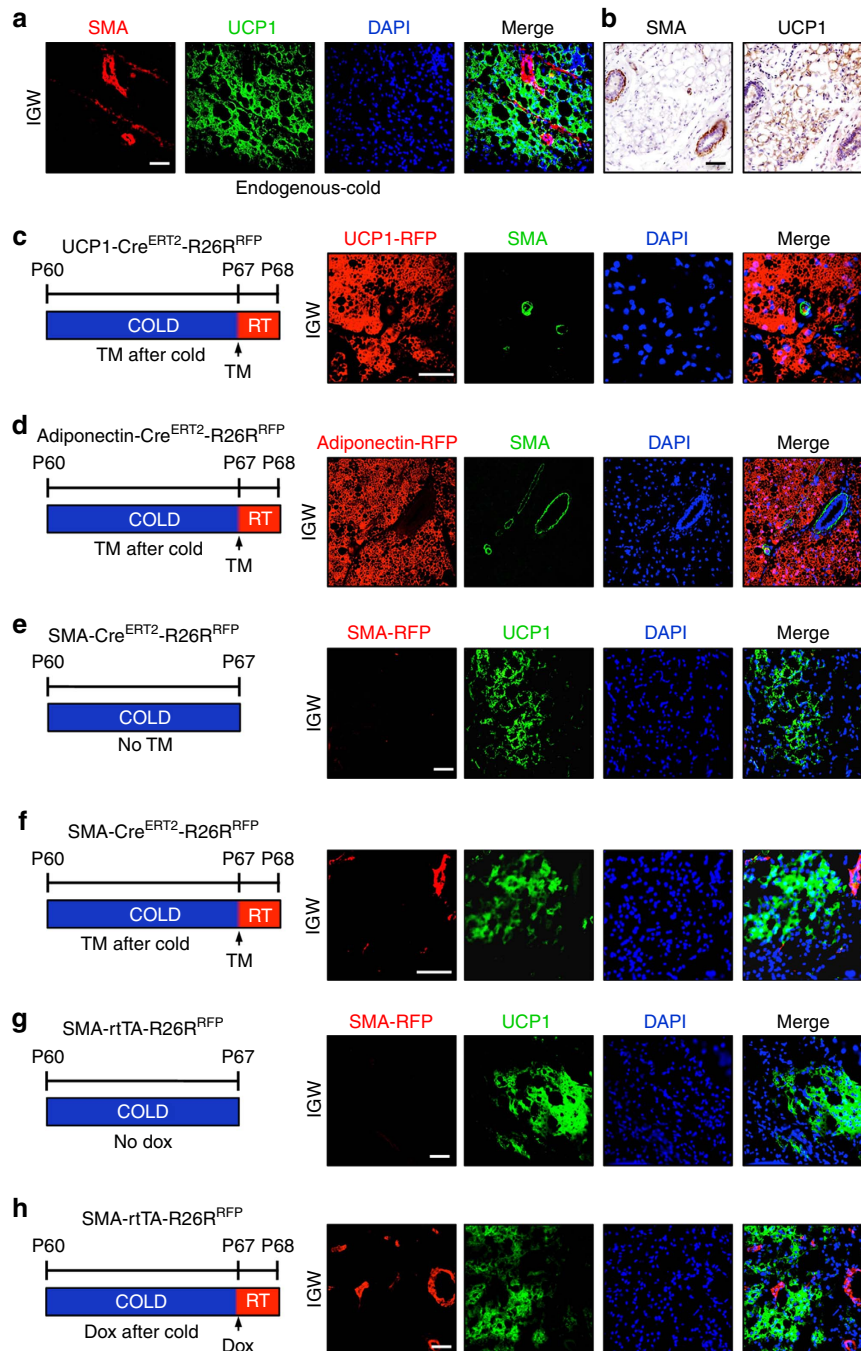 a
SMA UCP1 DAPI Merge
IGW
Endogenous-cold
b
SMA UCP1
c
UCP1-Cre^ERT2-R26R^RFP
P60 P67 P68
COLD RT
TM after cold
TM
UCP1-RFP SMA DAPI Merge
IGW
d
Adiponectin-Cre^ERT2-R26R^RFP
P60 P67 P68
COLD RT
TM after cold
TM
Adiponectin-RFP SMA DAPI Merge
IGW
e
SMA-Cre^ERT2-R26R^RFP
P60 P67
COLD
No TM
SMA-RFP UCP1 DAPI Merge
IGW
f
SMA-Cre^ERT2-R26R^RFP
P60 P67 P68
COLD RT
TM after cold
TM
IGW
g
SMA-rtTA-R26R^RFP
P60 P67
COLD
No dox
SMA-RFP UCP1 DAPI Merge
IGW
h
SMA-rtTA-R26R^RFP
P60 P67 P68
COLD RT
Dox after cold
Dox
IGW